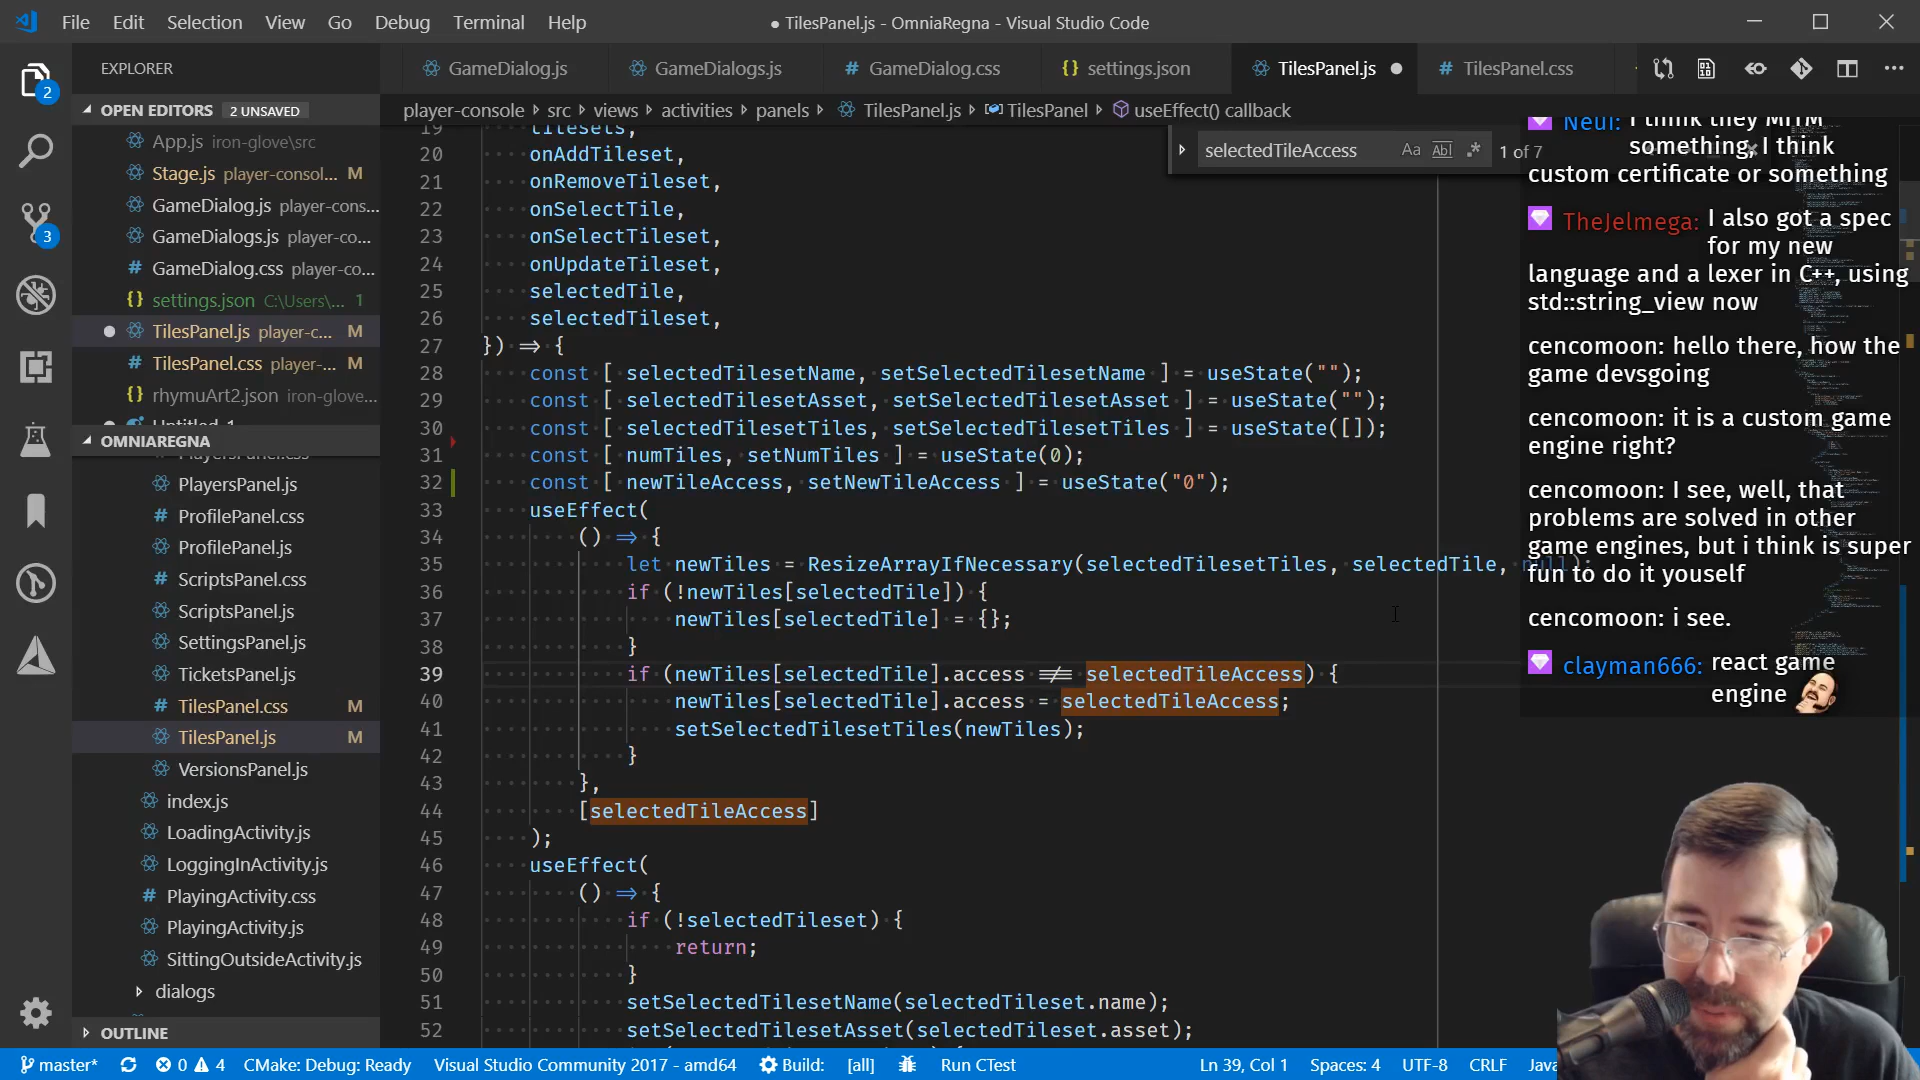 File Edit Selection View Go Debug Terminal Help
● TilesPanel.js - OmniaRegna - Visual Studio Code
EXPLORER
GameDialog.js
GameDialogs.js
# GameDialog.css
{} settings.json
TilesPanel.js ●
# TilesPanel.css
OPEN EDITORS 2 UNSAVED
App.js iron-glove\src
Stage.js player-consol... M
GameDialog.js player-cons...
GameDialogs.js player-co...
# GameDialog.css player-co...
{} settings.json C:\Users\... 1
● TilesPanel.js player-c... M
# TilesPanel.css player-... M
{} rhymuArt2.json iron-glove...
OMNIAREGNA
PlayersPanel.js
# ProfilePanel.css
ProfilePanel.js
# ScriptsPanel.css
ScriptsPanel.js
SettingsPanel.js
TicketsPanel.js
# TilesPanel.css M
TilesPanel.js M
VersionsPanel.js
index.js
LoadingActivity.js
LoggingInActivity.js
# PlayingActivity.css
PlayingActivity.js
SittingOutsideActivity.js
dialogs
OUTLINE
2
3
player-console › src › views › activities › panels › TilesPanel.js › TilesPanel › useEffect() callback
selectedTileAccess Aa Abl .* 1 of 7
19 tilesets,
20 onAddTileset,
21 onRemoveTileset,
22 onSelectTile,
23 onSelectTileset,
24 onUpdateTileset,
25 selectedTile,
26 selectedTileset,
27 }) => {
28 const [ selectedTilesetName, setSelectedTilesetName ] = useState("");
29 const [ selectedTilesetAsset, setSelectedTilesetAsset ] = useState("");
30 const [ selectedTilesetTiles, setSelectedTilesetTiles ] = useState([]);
31 const [ numTiles, setNumTiles ] = useState(0);
32 const [ newTileAccess, setNewTileAccess ] = useState("0");
33 useEffect(
34 () => {
35 let newTiles = ResizeArrayIfNecessary(selectedTilesetTiles, selectedTile, null);
36 if (!newTiles[selectedTile]) {
37 newTiles[selectedTile] = {};
38 }
39 if (newTiles[selectedTile].access !== selectedTileAccess) {
40 newTiles[selectedTile].access = selectedTileAccess;
41 setSelectedTilesetTiles(newTiles);
42 }
43 },
44 [selectedTileAccess]
45 );
46 useEffect(
47 () => {
48 if (!selectedTileset) {
49 return;
50 }
51 setSelectedTilesetName(selectedTileset.name);
52 setSelectedTilesetAsset(selectedTileset.asset);
Neui: I think they MITM
something, I think
custom certificate or something
TheJelmega: I also got a spec
for my new
language and a lexer in C++, using
std::string_view now
cencomoon: hello there, how the
game devsgoing
cencomoon: it is a custom game
engine right?
cencomoon: I see, well, that
problems are solved in other
game engines, but i think is super
fun to do it youself
cencomoon: i see.
clayman666: react game
engine
master* 0 4 CMake: Debug: Ready Visual Studio Community 2017 - amd64 Build: [all] Run CTest Ln 39, Col 1 Spaces: 4 UTF-8 CRLF